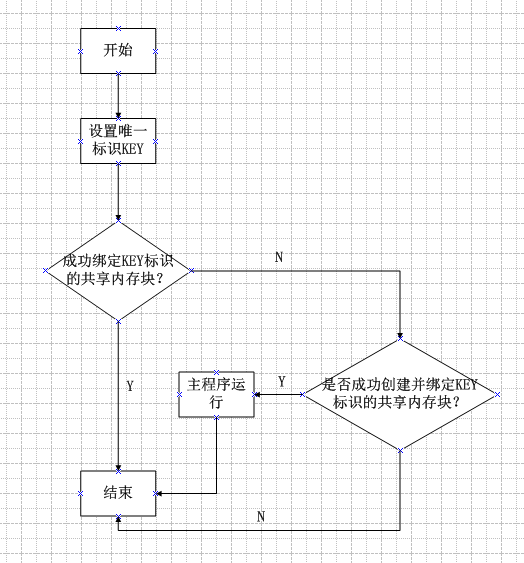 开始
设置唯一
标识KEY
成功绑定KEY标识
的共享内存块？
N
Y
主程序运
行
Y
是否成功创建并绑定KEY
标识的共享内存块？
结束
N